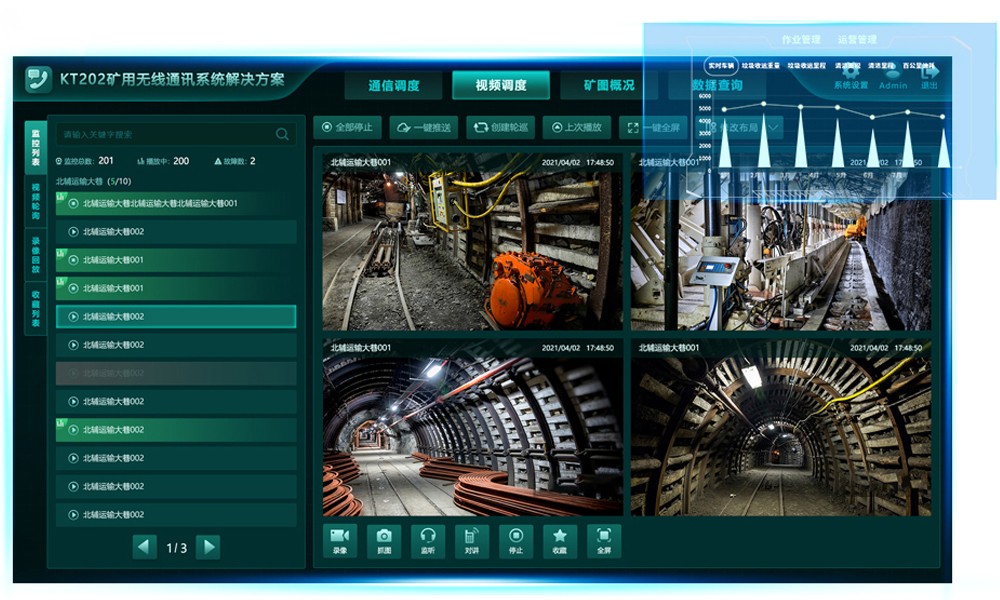 作业管理 运营管理
KT202矿用无线通讯系统解决方案
通信调度
视频调度
矿图概况
数据查询
实时车辆 垃圾收运重量 垃圾收运里程 清运里程 百公里油耗
系统设置 Admin 退出
6000
5000
4000
3000
2000
1000
0
监控列表
视频轮询
录像回放
收藏列表
请输入关键字搜索
监控总数: 201 播放中: 200 故障数: 2
北辅运输大巷 (5/10)
北辅运输大巷北辅运输大巷北辅运输大巷001
北辅运输大巷002
北辅运输大巷001
北辅运输大巷001
北辅运输大巷002
北辅运输大巷002
北辅运输大巷002
北辅运输大巷002
北辅运输大巷002
北辅运输大巷002
北辅运输大巷002
北辅运输大巷002
1/3
全部停止 一键推送 创建轮巡 上次播放 一键全屏 修改布局
北辅运输大巷001 2021/04/02 17:48:50
北辅运输大巷001
北辅运输大巷001 2021/04/02 17:48:50
北辅运输大巷001 2021/04/02 17:48:50
录像 抓图 监听 对讲 停止 收藏 全屏